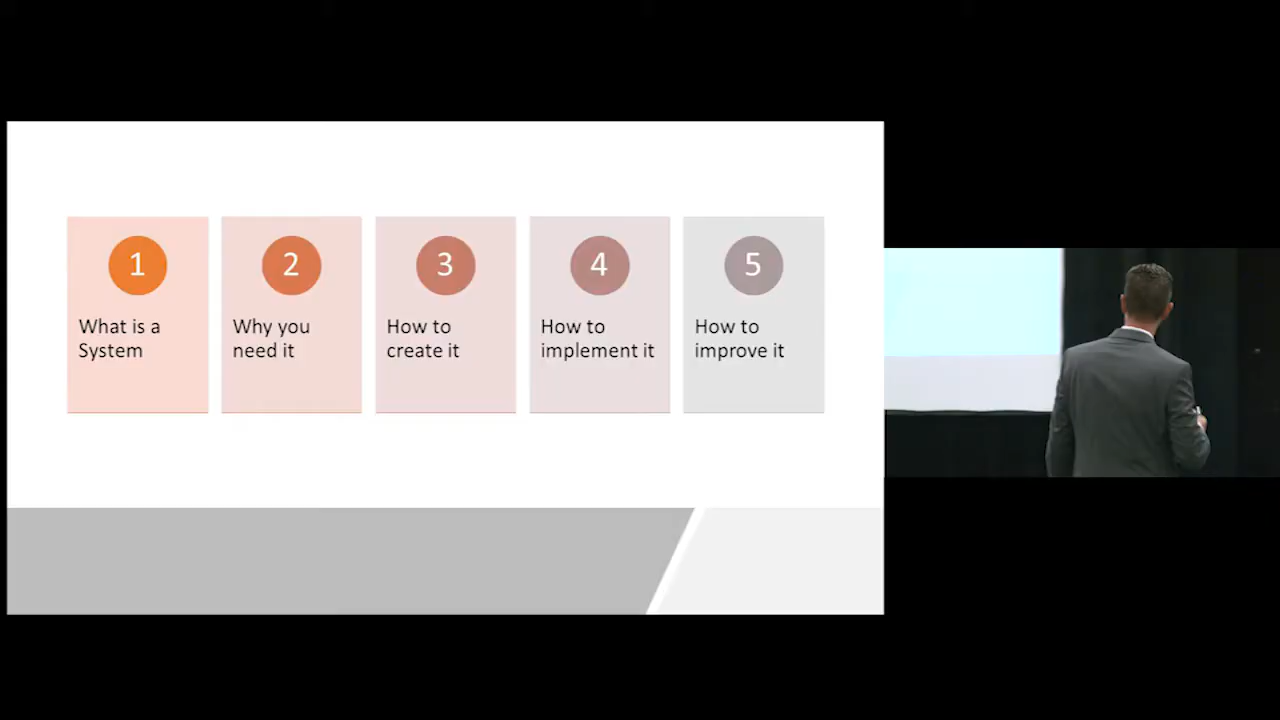 1
What is a
System
2
Why you
need it
3
How to
create it
4
How to
implement it
5
How to
improve it